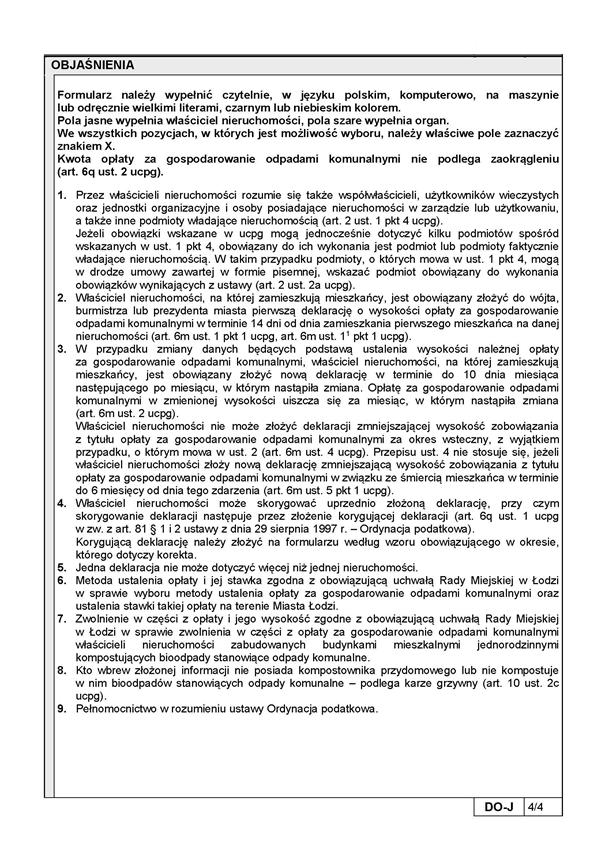 OBJAŚNIENIA
Formularz należy wypełnić czytelnie, w języku polskim, komputerowo, na maszynie
lub odręcznie wielkimi literami, czarnym lub niebieskim kolorem.
Pola jasne wypełnia właściciel nieruchomości, pola szare wypełnia organ.
We wszystkich pozycjach, w których jest możliwość wyboru, należy właściwe pole zaznaczyć
znakiem X.
Kwota opłaty za gospodarowanie odpadami komunalnymi nie podlega zaokrągleniu
(art. 6q ust. 2 ucpg).
1. Przez właścicieli nieruchomości rozumie się także współwłaścicieli, użytkowników wieczystych
oraz jednostki organizacyjne i osoby posiadające nieruchomości w zarządzie lub użytkowaniu,
a także inne podmioty władające nieruchomością (art. 2 ust. 1 pkt 4 ucpg).
Jeżeli obowiązki wskazane w ucpg mogą jednocześnie dotyczyć kilku podmiotów spośród
wskazanych w ust. 1 pkt 4, obowiązany do ich wykonania jest podmiot lub podmioty faktycznie
władające nieruchomością. W takim przypadku podmioty, o których mowa w ust. 1 pkt 4, mogą
w drodze umowy zawartej w formie pisemnej, wskazać podmiot obowiązany do wykonania
obowiązków wynikających z ustawy (art. 2 ust. 2a ucpg).
2. Właściciel nieruchomości, na której zamieszkują mieszkańcy, jest obowiązany złożyć do wójta,
burmistrza lub prezydenta miasta pierwszą deklarację o wysokości opłaty za gospodarowanie
odpadami komunalnymi w terminie 14 dni od dnia zamieszkania pierwszego mieszkańca na danej
nieruchomości (art. 6m ust. 1 pkt 1 ucpg, art. 6m ust. 1¹ pkt 1 ucpg).
3. W przypadku zmiany danych będących podstawą ustalenia wysokości należnej opłaty
za gospodarowanie odpadami komunalnymi, właściciel nieruchomości, na której zamieszkują
mieszkańcy, jest obowiązany złożyć nową deklarację w terminie do 10 dnia miesiąca
następującego po miesiącu, w którym nastąpiła zmiana. Opłatę za gospodarowanie odpadami
komunalnymi w zmienionej wysokości uiszcza się za miesiąc, w którym nastąpiła zmiana
(art. 6m ust. 2 ucpg).
Właściciel nieruchomości nie może złożyć deklaracji zmniejszającej wysokość zobowiązania
z tytułu opłaty za gospodarowanie odpadami komunalnymi za okres wsteczny, z wyjątkiem
przypadku, o którym mowa w ust. 2 (art. 6m ust. 4 ucpg). Przepisu ust. 4 nie stosuje się, jeżeli
właściciel nieruchomości złoży nową deklarację zmniejszającą wysokość zobowiązania z tytułu
opłaty za gospodarowanie odpadami komunalnymi w związku ze śmiercią mieszkańca w terminie
do 6 miesięcy od dnia tego zdarzenia (art. 6m ust. 5 pkt 1 ucpg).
4. Właściciel nieruchomości może skorygować uprzednio złożoną deklarację, przy czym
skorygowanie deklaracji następuje przez złożenie korygującej deklaracji (art. 6q ust. 1 ucpg
w zw. z art. 81 § 1 i 2 ustawy z dnia 29 sierpnia 1997 r. – Ordynacja podatkowa).
Korygującą deklarację należy złożyć na formularzu według wzoru obowiązującego w okresie,
którego dotyczy korekta.
5. Jedna deklaracja nie może dotyczyć więcej niż jednej nieruchomości.
6. Metoda ustalenia opłaty i jej stawka zgodna z obowiązującą uchwałą Rady Miejskiej w Łodzi
w sprawie wyboru metody ustalenia opłaty za gospodarowanie odpadami komunalnymi oraz
ustalenia stawki takiej opłaty na terenie Miasta Łodzi.
7. Zwolnienie w części z opłaty i jego wysokość zgodne z obowiązującą uchwałą Rady Miejskiej
w Łodzi w sprawie zwolnienia w części z opłaty za gospodarowanie odpadami komunalnymi
właścicieli nieruchomości zabudowanych budynkami mieszkalnymi jednorodzinnymi
kompostujących bioodpady stanowiące odpady komunalne.
8. Kto wbrew złożonej informacji nie posiada kompostownika przydomowego lub nie kompostuje
w nim bioodpadów stanowiących odpady komunalne – podlega karze grzywny (art. 10 ust. 2c
ucpg).
9. Pełnomocnictwo w rozumieniu ustawy Ordynacja podatkowa.
DO-J 4/4